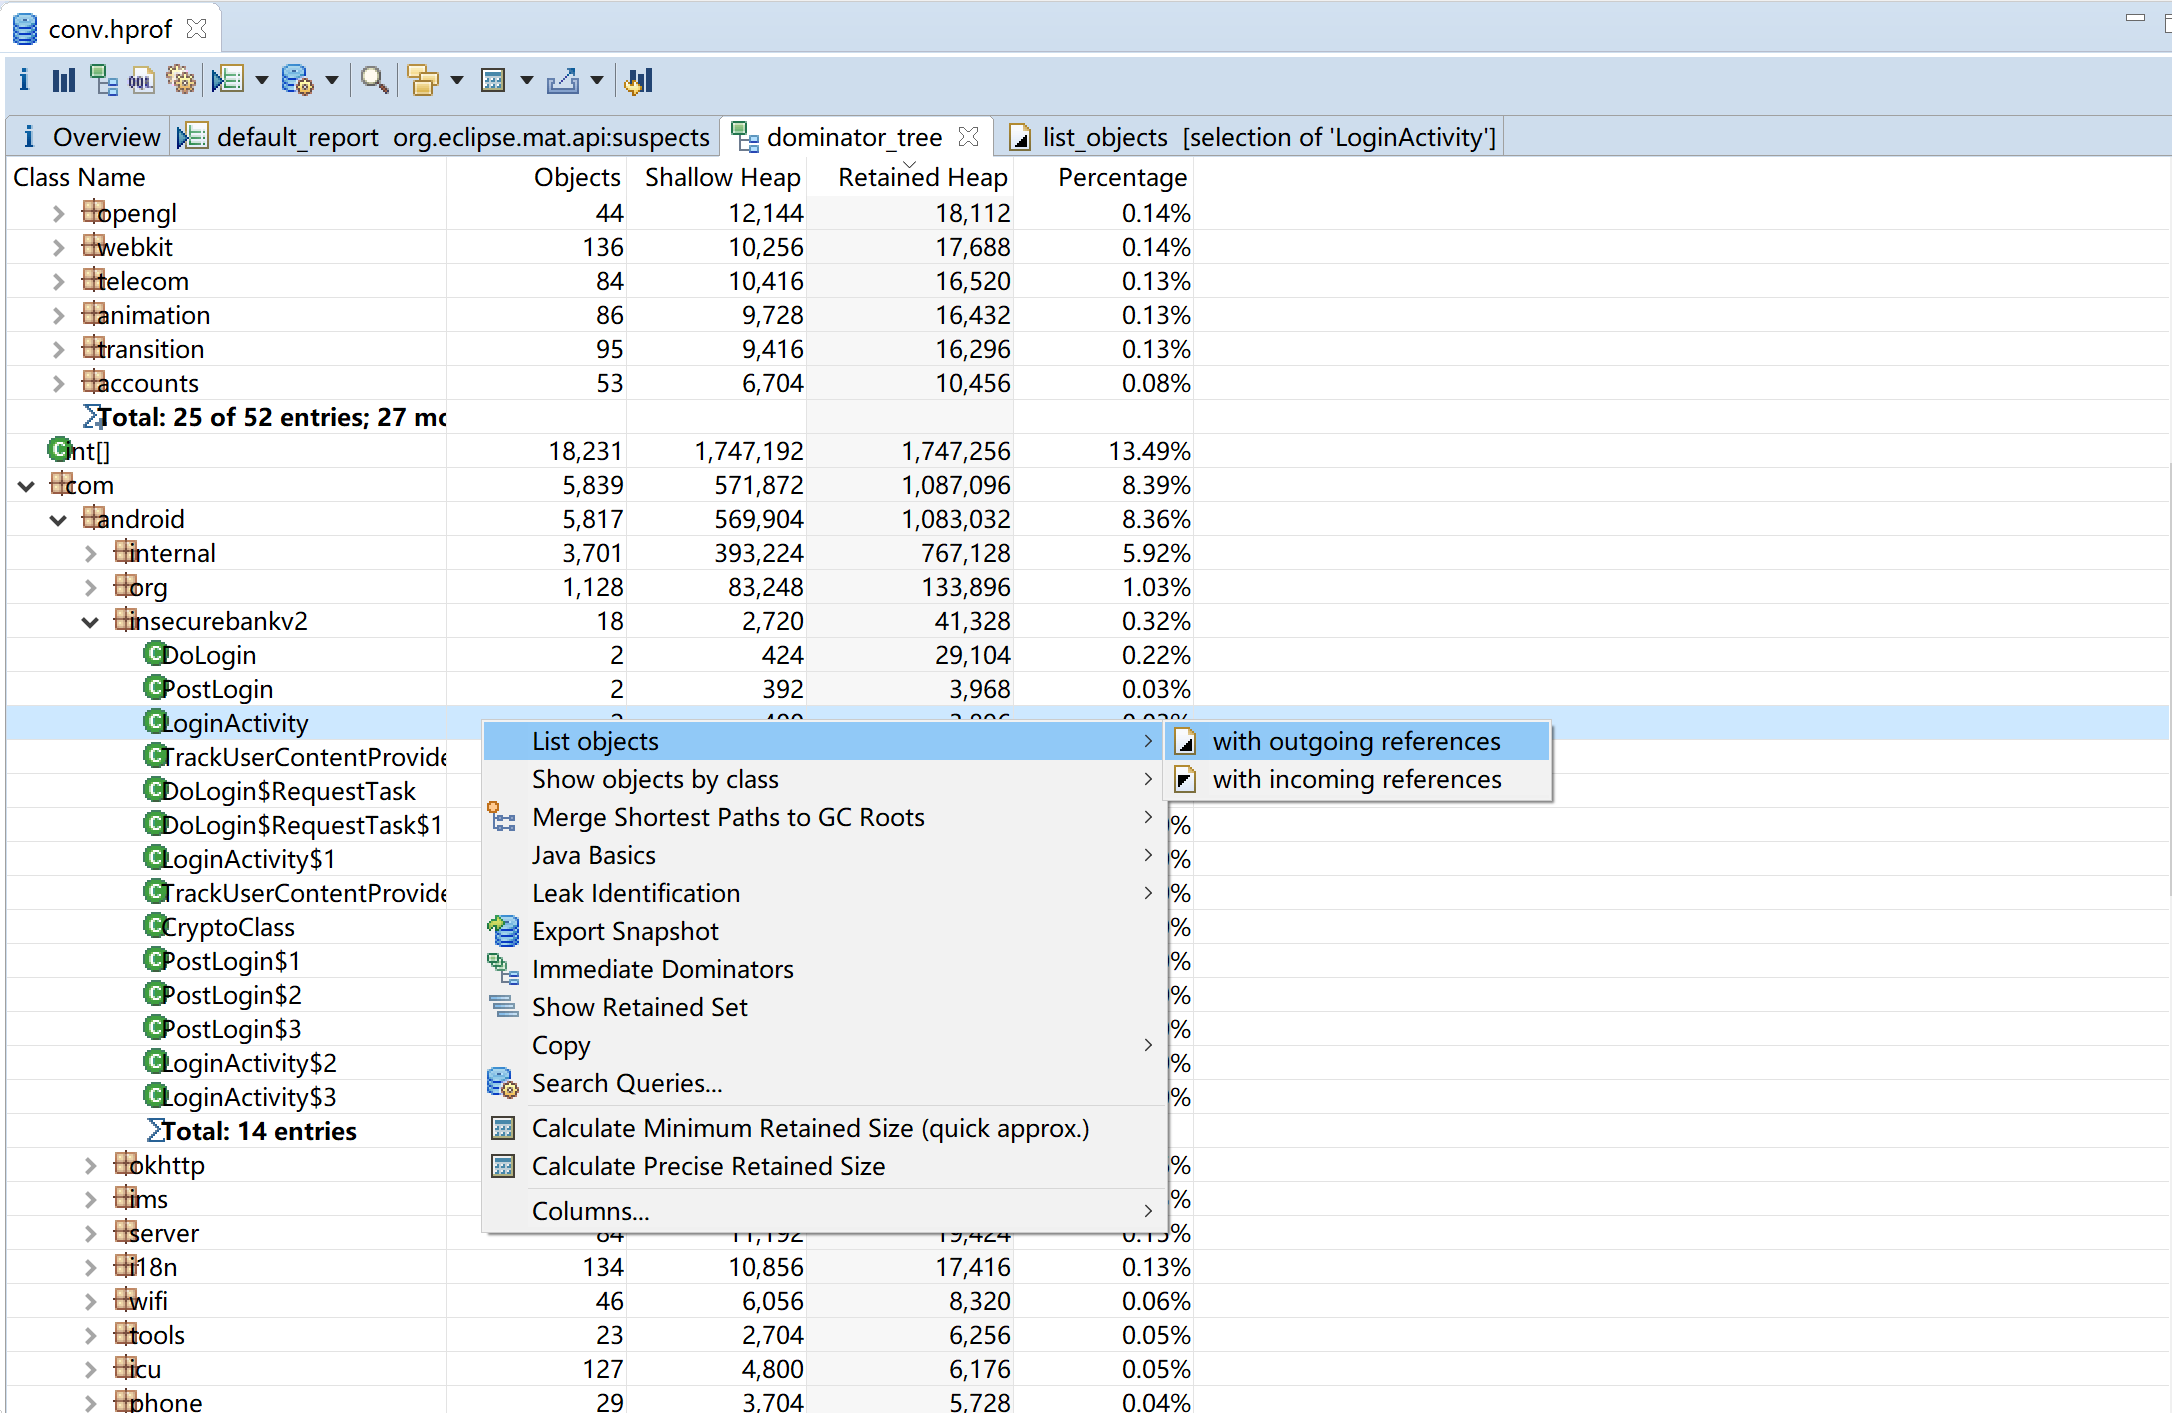 conv.hprof
i OQL
i Overview default_report org.eclipse.mat.api:suspects dominator_tree list_objects [selection of 'LoginActivity']
Class Name Objects Shallow Heap Retained Heap Percentage
opengl 44 12,144 18,112 0.14%
webkit 136 10,256 17,688 0.14%
telecom 84 10,416 16,520 0.13%
animation 86 9,728 16,432 0.13%
transition 95 9,416 16,296 0.13%
accounts 53 6,704 10,456 0.08%
Total: 25 of 52 entries; 27 mo
int[] 18,231 1,747,192 1,747,256 13.49%
com 5,839 571,872 1,087,096 8.39%
android 5,817 569,904 1,083,032 8.36%
internal 3,701 393,224 767,128 5.92%
org 1,128 83,248 133,896 1.03%
insecurebankv2 18 2,720 41,328 0.32%
DoLogin 2 424 29,104 0.22%
PostLogin 2 392 3,968 0.03%
LoginActivity
List objects with outgoing references
TrackUserContentProvide
Show objects by class with incoming references
DoLogin$RequestTask
Merge Shortest Paths to GC Roots
DoLogin$RequestTask$1 %
Java Basics
LoginActivity$1 %
Leak Identification
TrackUserContentProvide %
Export Snapshot
CryptoClass %
PostLogin$1 %
Immediate Dominators
PostLogin$2 %
Show Retained Set
PostLogin$3 %
Copy
LoginActivity$2 %
Search Queries...
LoginActivity$3 %
Calculate Minimum Retained Size (quick approx.)
Total: 14 entries
Calculate Precise Retained Size
okhttp %
ims %
Columns...
server 84 11,192 19,424 0.15%
i18n 134 10,856 17,416 0.13%
wifi 46 6,056 8,320 0.06%
tools 23 2,704 6,256 0.05%
icu 127 4,800 6,176 0.05%
phone 29 3,704 5,728 0.04%